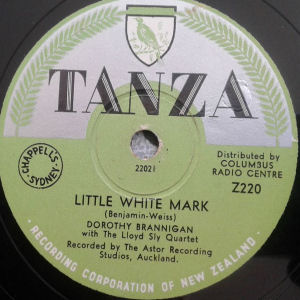 TANZA
CHAPPELL'S
SYDNEY
22021
Distributed by
COLUMBUS
RADIO CENTRE
Z220
LITTLE WHITE MARK
(Benjamin-Weiss)
DOROTHY BRANNIGAN
with The Lloyd Sly Quartet
Recorded by The Astor Recording
Studios, Auckland.
· RECORDING CORPORATION OF NEW ZEALAND ·